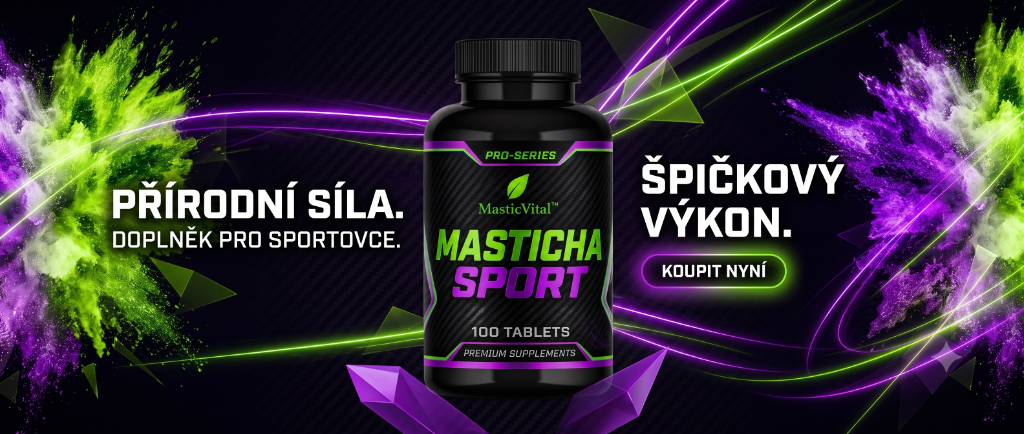 PŘÍRODNÍ SÍLA.
DOPLNĚK PRO SPORTOVCE.
PRO-SERIES
MasticVital™
MASTICHA
SPORT
100 TABLETS
PREMIUM SUPPLEMENTS
ŠPIČKOVÝ
VÝKON.
KOUPIT NYNÍ